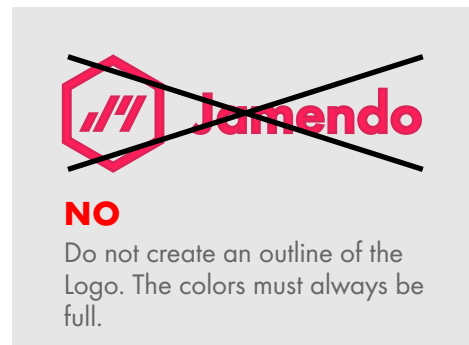 Jamendo
NO
Do not create an outline of the
Logo. The colors must always be
full.